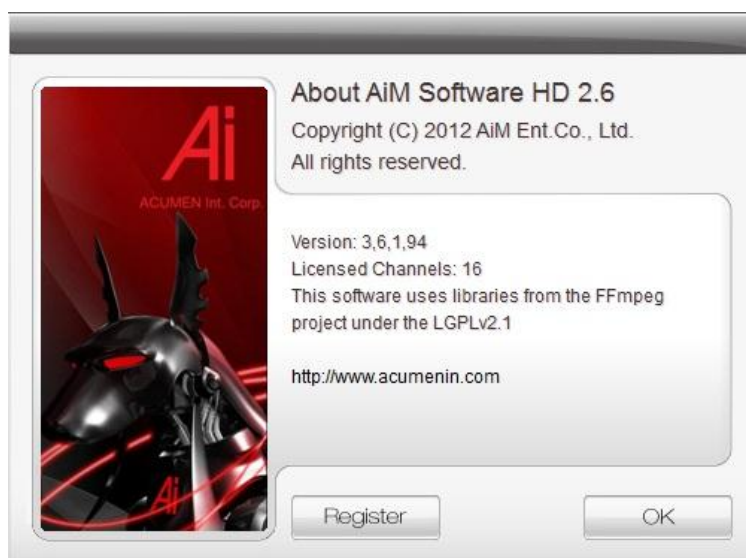 Ai
ACUMEN Int. Corp.
About AiM Software HD 2.6
Copyright (C) 2012 AiM Ent.Co., Ltd.
All rights reserved.
Version: 3,6,1,94
Licensed Channels: 16
This software uses libraries from the FFmpeg
project under the LGPLv2.1
http://www.acumenin.com
Ai
Register
OK